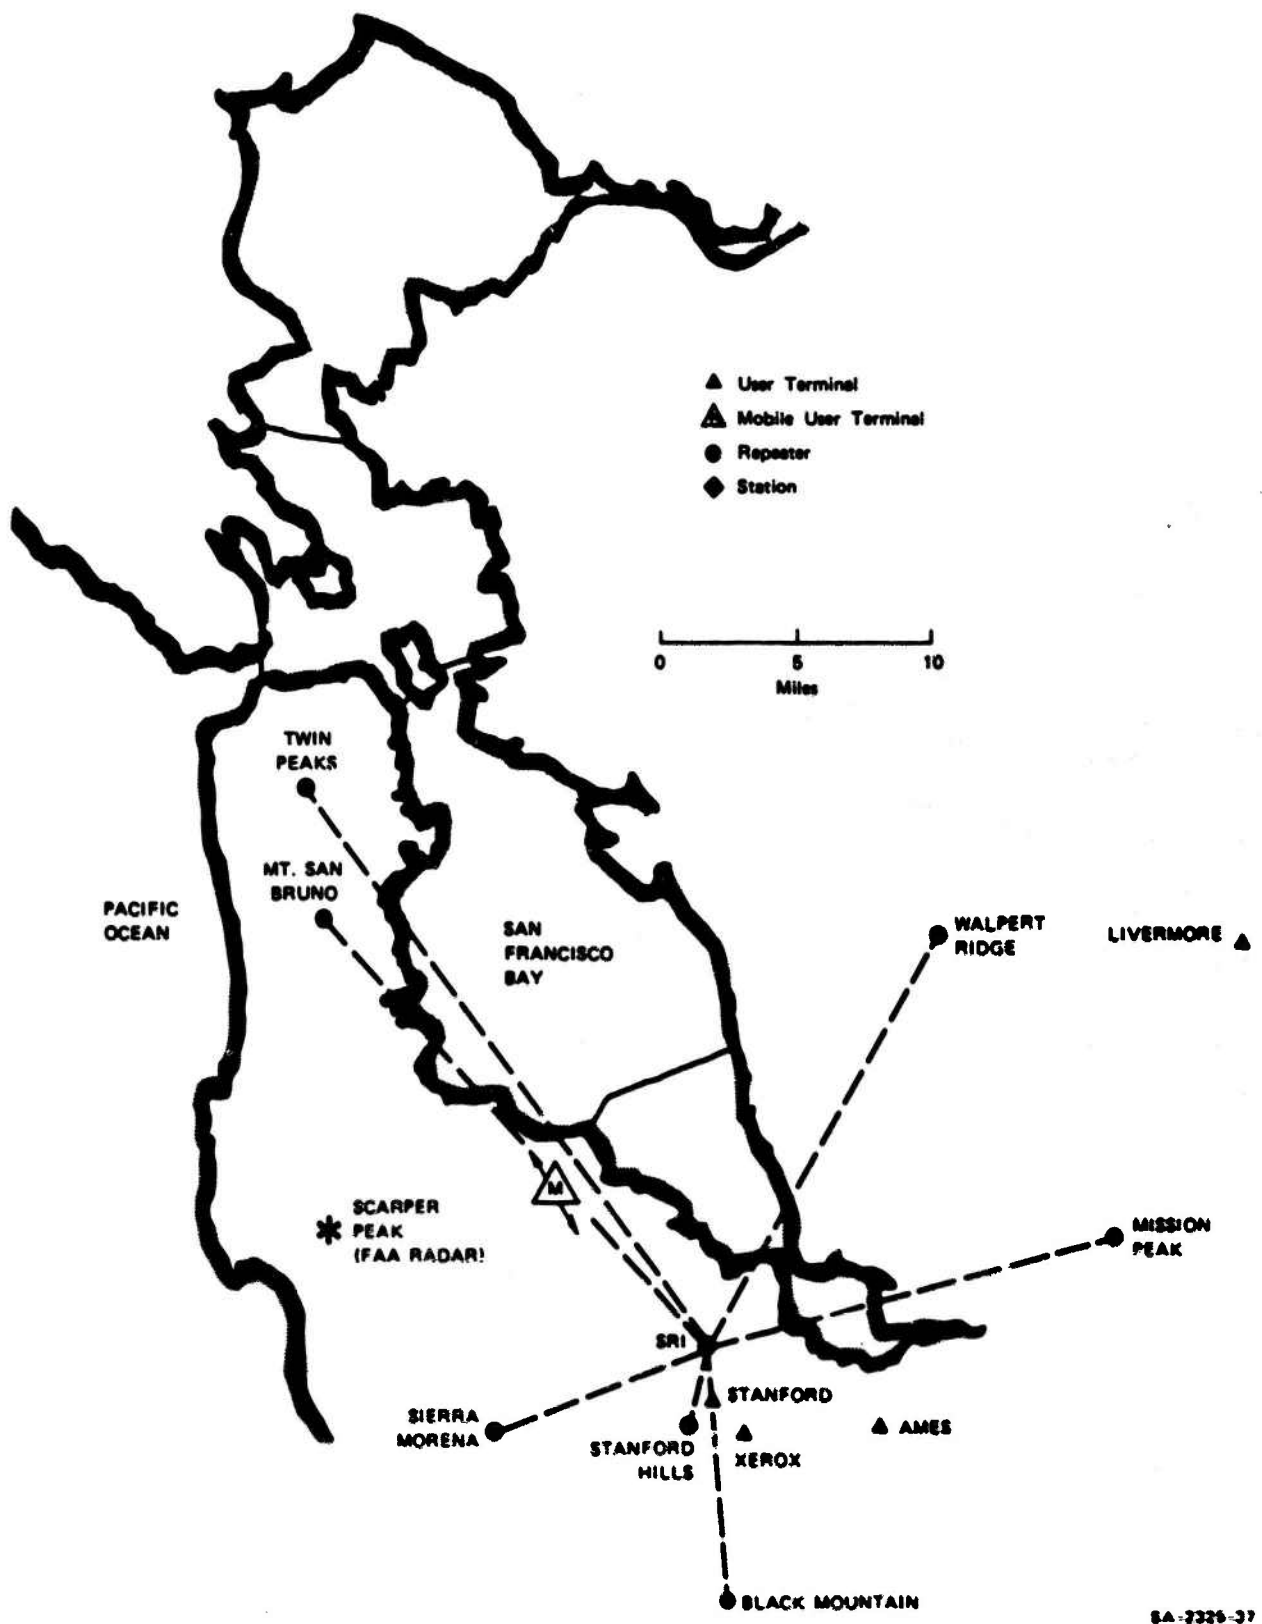 User Terminal
Mobile User Terminal
Repeater
Station
0 5 10
Miles
TWIN
PEAKS
MT. SAN
BRUNO
PACIFIC
OCEAN
SAN
FRANCISCO
BAY
WALPERT
RIDGE
LIVERMORE
M
SCARPER
PEAK
(FAA RADAR)
MISSION
PEAK
SRI
STANFORD
SIERRA
MORENA
STANFORD
HILLS
XEROX
AMES
BLACK MOUNTAIN
SA-2325-37